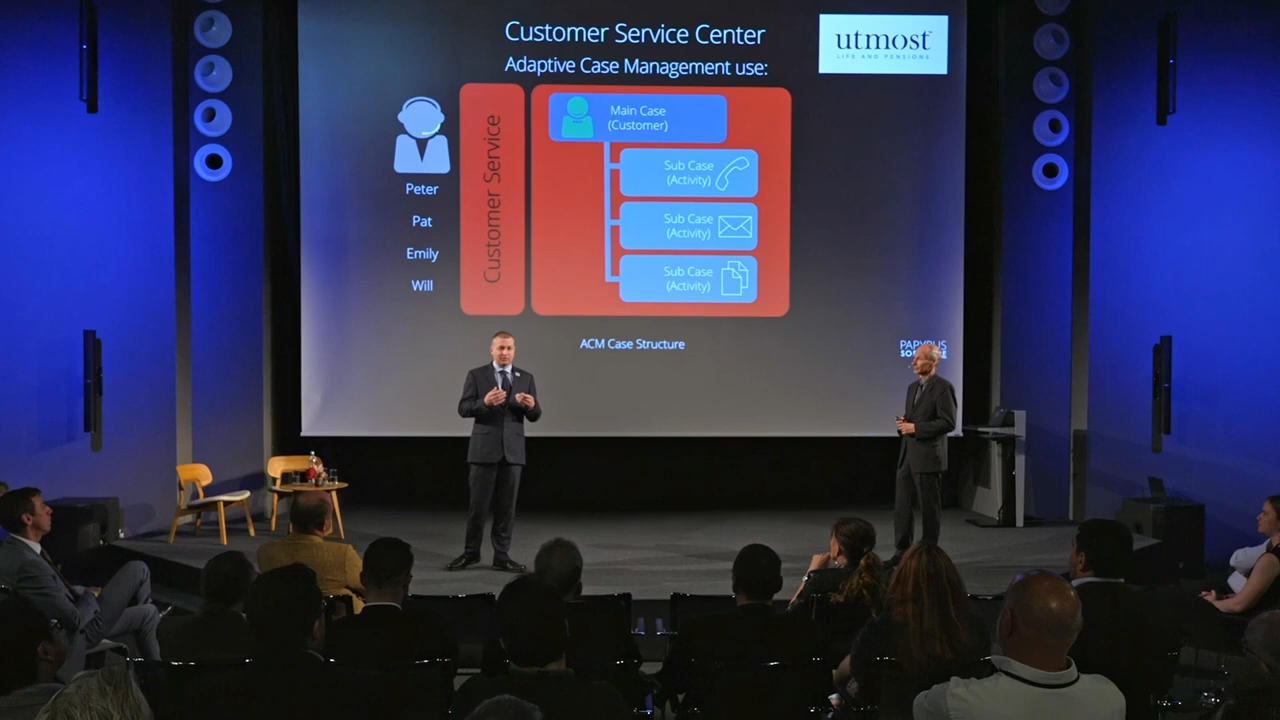 Customer Service Center
Adaptive Case Management use:
utmost
LIFE AND PENSIONS
Peter
Pat
Emily
Will
Customer Service
Main Case
(Customer)
Sub Case
(Activity)
Sub Case
(Activity)
Sub Case
(Activity)
ACM Case Structure
PAPYRUS